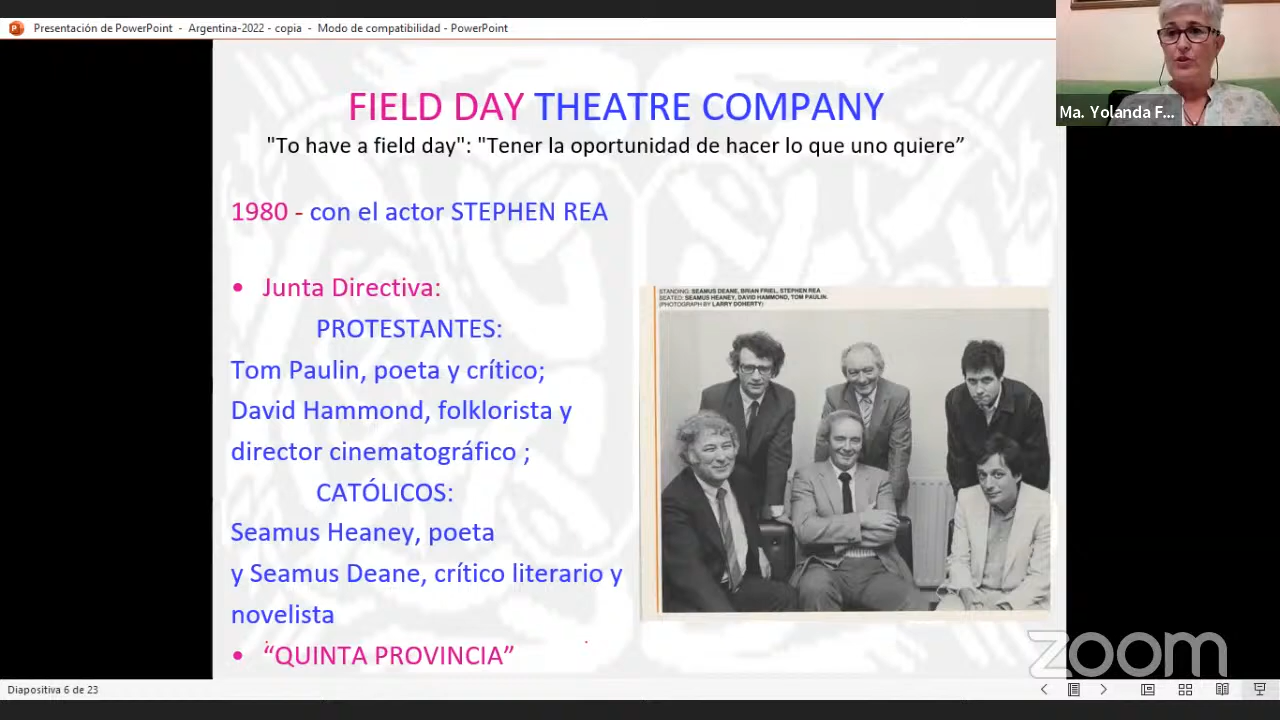 Presentación de PowerPoint - Argentina-2022 - copia - Modo de compatibilidad - PowerPoint
Ma. Yolanda F...
FIELD DAY THEATRE COMPANY
"To have a field day": "Tener la oportunidad de hacer lo que uno quiere”
1980 - con el actor STEPHEN REA
• Junta Directiva:
PROTESTANTES:
Tom Paulin, poeta y crítico;
David Hammond, folklorista y
director cinematográfico ;
CATÓLICOS:
Seamus Heaney, poeta
y Seamus Deane, crítico literario y
novelista
• “QUINTA PROVINCIA”
STANDING: SEAMUS DEANE, BRIAN FRIEL, STEPHEN REA
SEATED: SEAMUS HEANEY, DAVID HAMMOND, TOM PAULIN.
(PHOTOGRAPH BY LARRY DOHERTY)
zoom
Diapositiva 6 de 23